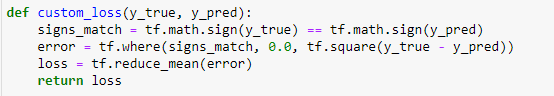 def custom_loss(y_true, y_pred):
    signs_match = tf.math.sign(y_true) == tf.math.sign(y_pred)
    error = tf.where(signs_match, 0.0, tf.square(y_true - y_pred))
    loss = tf.reduce_mean(error)
    return loss